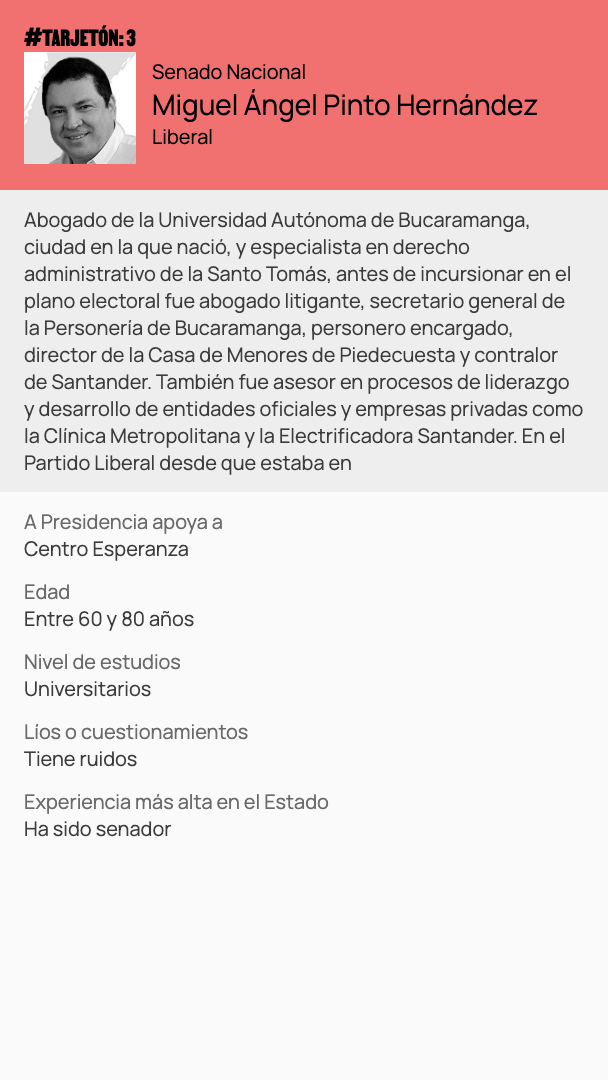 #TARJETÓN: 3
Senado Nacional
Miguel Ángel Pinto Hernández
Liberal
Abogado de la Universidad Autónoma de Bucaramanga,
ciudad en la que nació, y especialista en derecho
administrativo de la Santo Tomás, antes de incursionar en el
plano electoral fue abogado litigante, secretario general de
la Personería de Bucaramanga, personero encargado,
director de la Casa de Menores de Piedecuesta y contralor
de Santander. También fue asesor en procesos de liderazgo
y desarrollo de entidades oficiales y empresas privadas como
la Clínica Metropolitana y la Electrificadora Santander. En el
Partido Liberal desde que estaba en
A Presidencia apoya a
Centro Esperanza
Edad
Entre 60 y 80 años
Nivel de estudios
Universitarios
Líos o cuestionamientos
Tiene ruidos
Experiencia más alta en el Estado
Ha sido senador